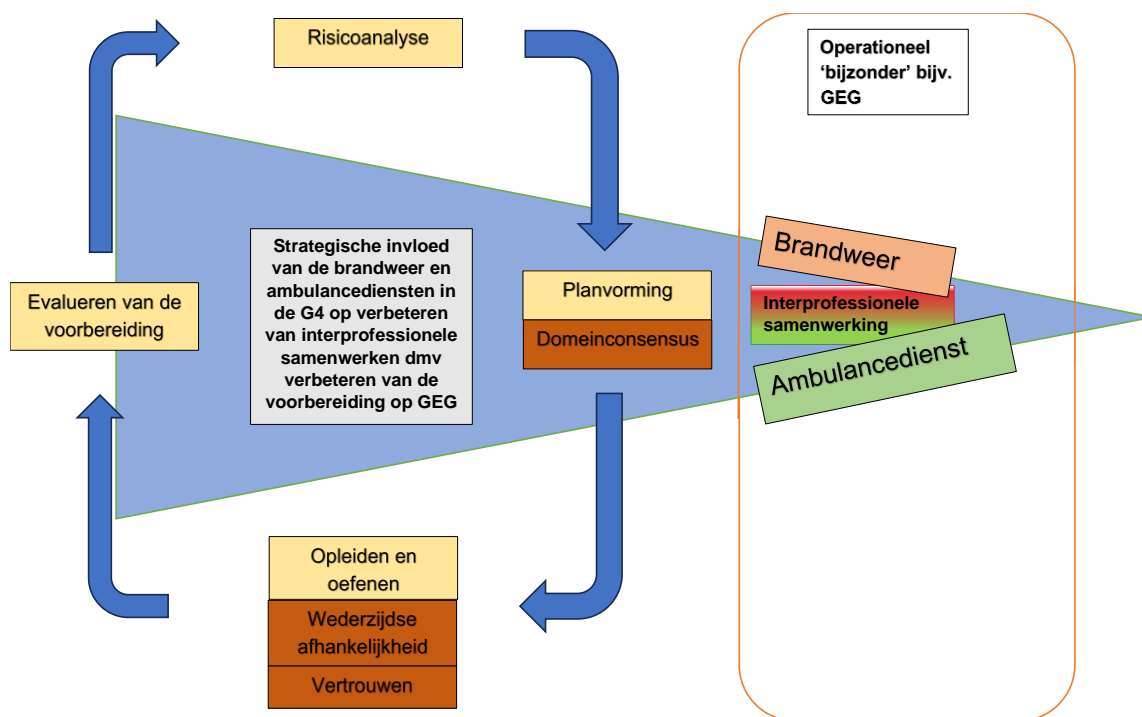 Risicoanalyse
Operationeel
‘bijzonder’ bijv.
GEG
Evalueren van de
voorbereiding
Strategische invloed
van de brandweer en
ambulancediensten in
de G4 op verbeteren
van interprofessionele
samenwerken dmv
verbeteren van de
voorbereiding op GEG
Planvorming
Domeinconsensus
Brandweer
Interprofessionele
samenwerking
Ambulancedienst
Opleiden en
oefenen
Wederzijdse
afhankelijkheid
Vertrouwen